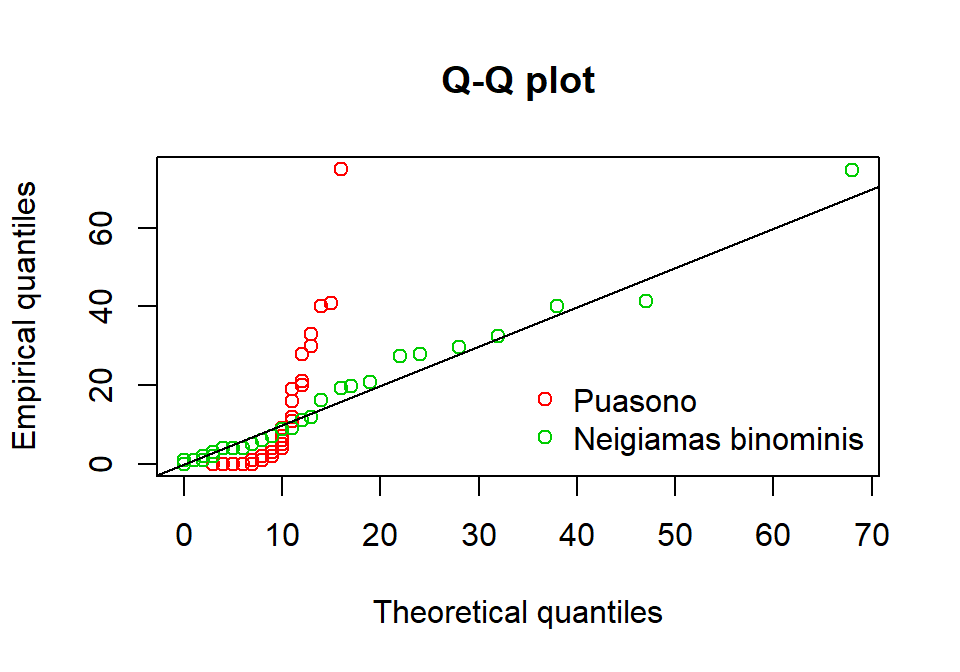 Q-Q plot
Empirical quantiles
60
40
20
0
Puasono
Neigiamas binominis
0 10 20 30 40 50 60 70
Theoretical quantiles